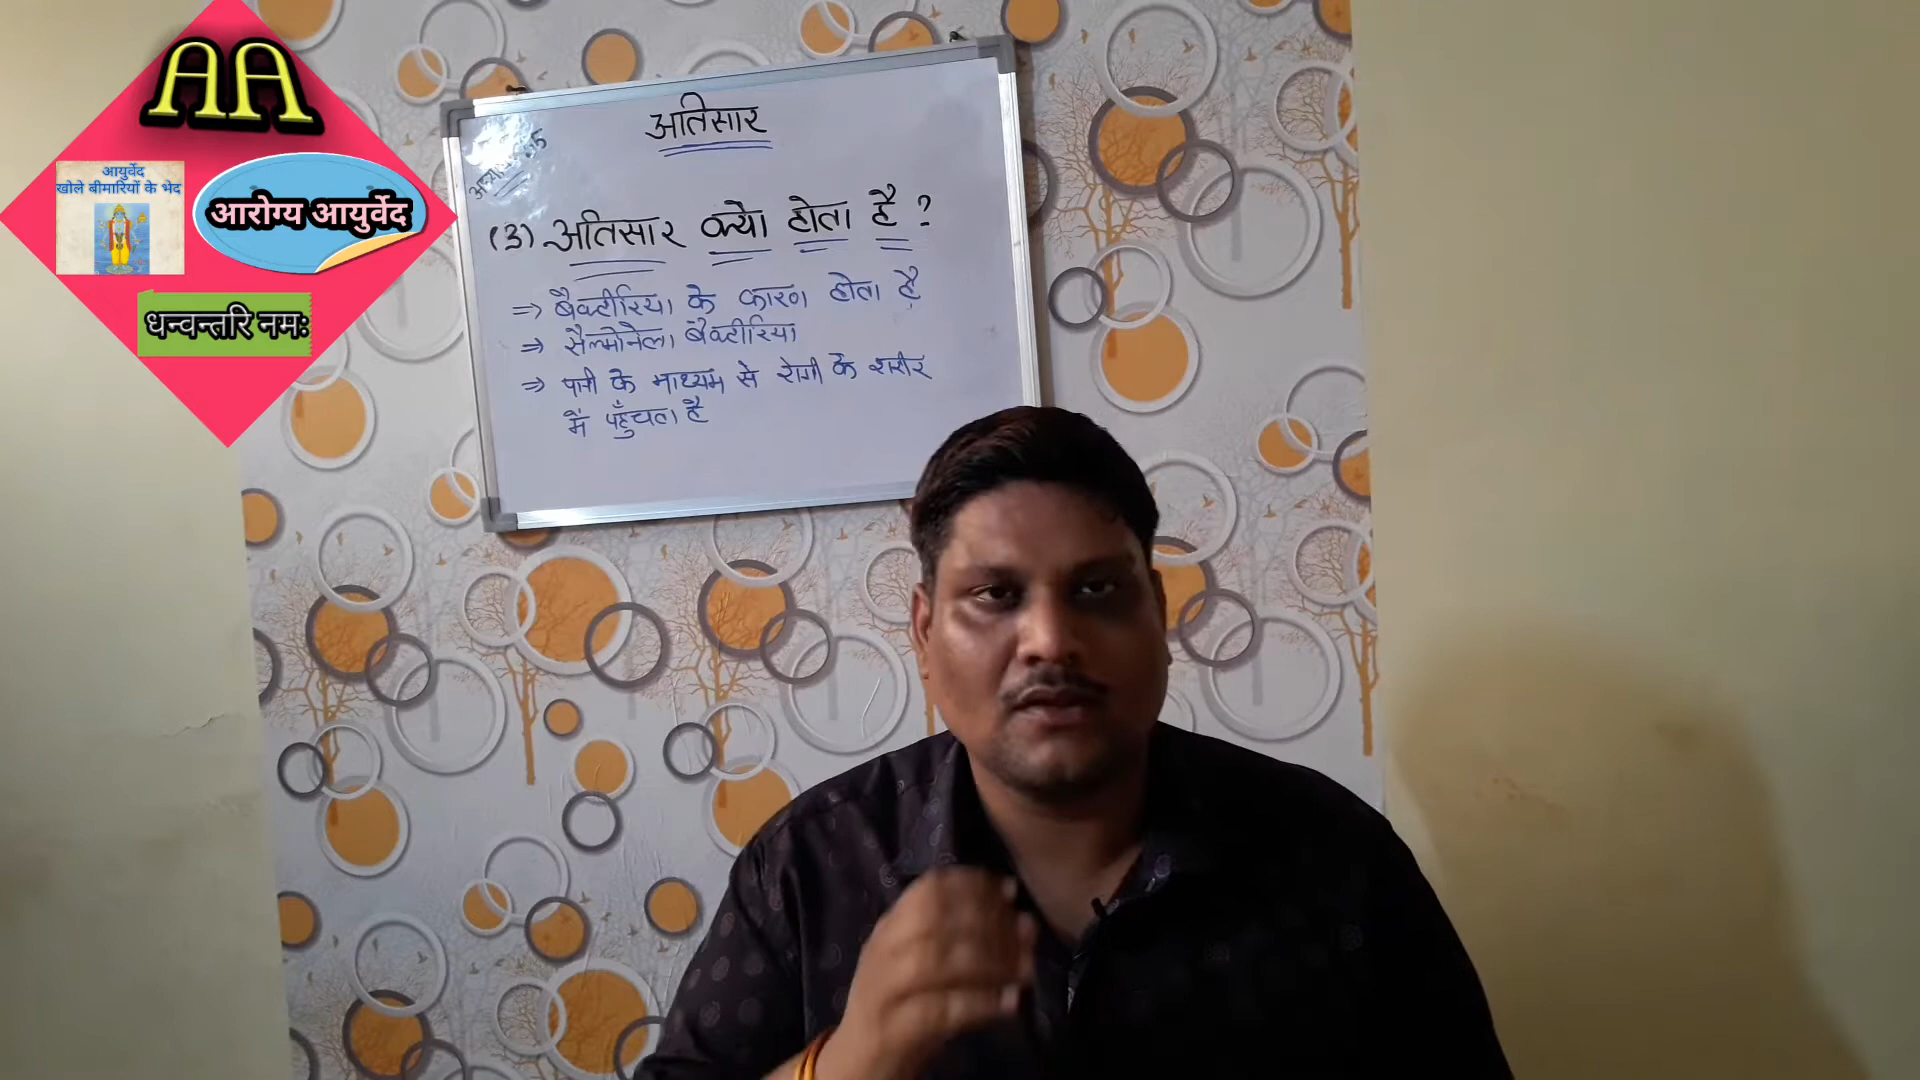 AA
आयुर्वेद
खोले बीमारियों के भेद
आरोग्य आयुर्वेद
धन्वन्तरि नमः
अतिसार
(3) अतिसार क्यो होता है ?
⇒ बैक्टीरिया के कारण होता है
⇒ सैल्मोनेला बैक्टीरिया
⇒ पानी के माध्यम से रोगी के शरीर
में पहुँचता है